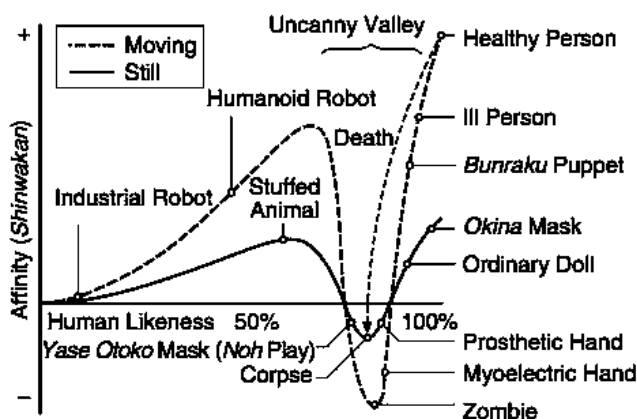 Uncanny Valley
+
Moving
Still
Healthy Person
Humanoid Robot
Ill Person
Death
Bunraku Puppet
Stuffed
Animal
Industrial Robot
Okina Mask
Ordinary Doll
Affinity (Shinwakan)
Human Likeness 50% 100%
Yase Otoko Mask (Noh Play)
Prosthetic Hand
Corpse
Myoelectric Hand
–
Zombie